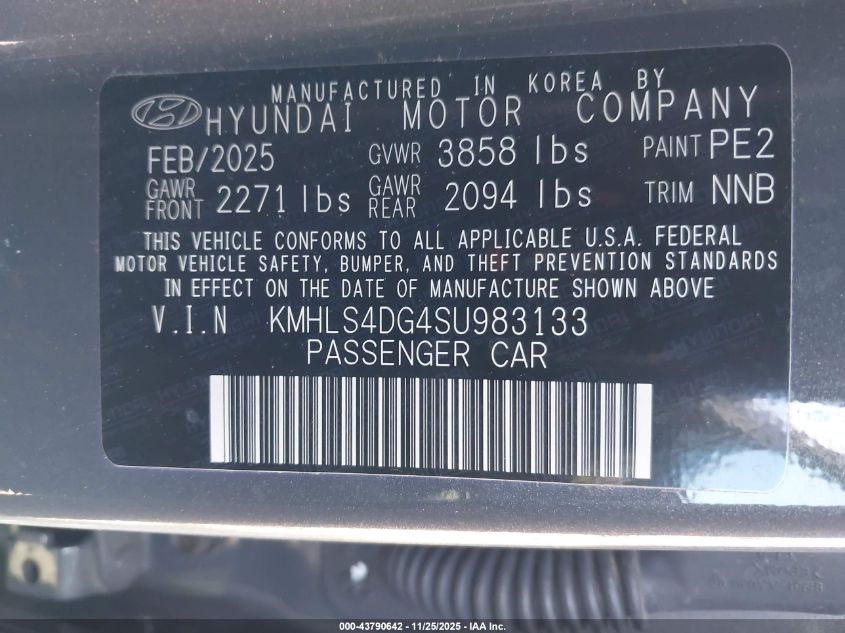 MANUFACTURED IN KOREA BY
HYUNDAI MOTOR COMPANY
FEB/2025 GVWR 3858 lbs PAINT PE2
GAWR FRONT 2271 lbs GAWR REAR 2094 lbs TRIM NNB
THIS VEHICLE CONFORMS TO ALL APPLICABLE U.S.A. FEDERAL
MOTOR VEHICLE SAFETY, BUMPER, AND THEFT PREVENTION STANDARDS
IN EFFECT ON THE DATE OF MANUFACTURE SHOWN ABOVE
V.I.N KMHLS4DG4SU983133
PASSENGER CAR
000-43790642 - 11/25/2025 - IAA Inc.